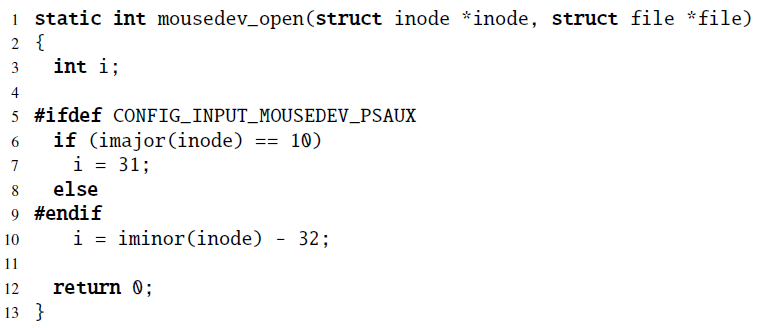 1 static int mousedev_open(struct inode *inode, struct file *file)
2 {
3   int i;
4
5 #ifdef CONFIG_INPUT_MOUSEDEV_PSAUX
6   if (imajor(inode) == 10)
7     i = 31;
8   else
9 #endif
10     i = iminor(inode) - 32;
11
12   return 0;
13 }